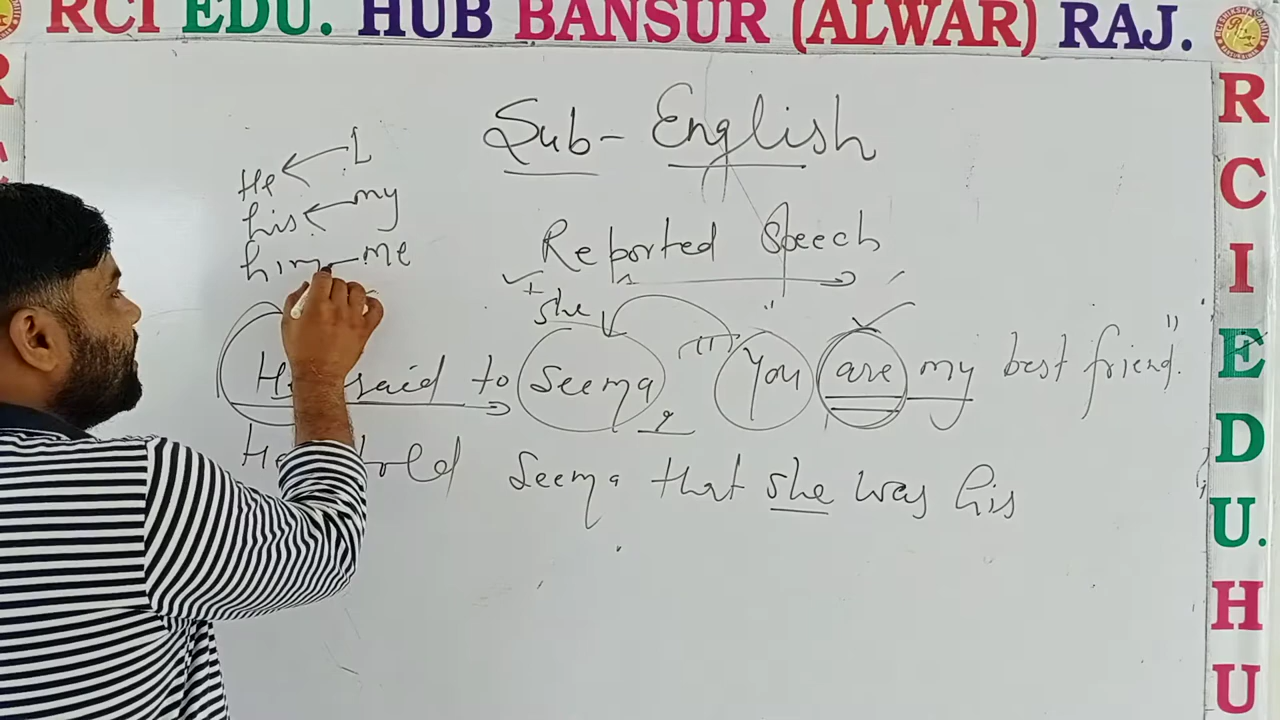 RCI EDU. HUB BANSUR (ALWAR) RAJ.
Sub- English
He ← I
his ← my
him – me
Reported Speech
+ she
He said to Seema " You are my best friend."
He told Seema that she was his
R
C
I
E
D
U.
H
U